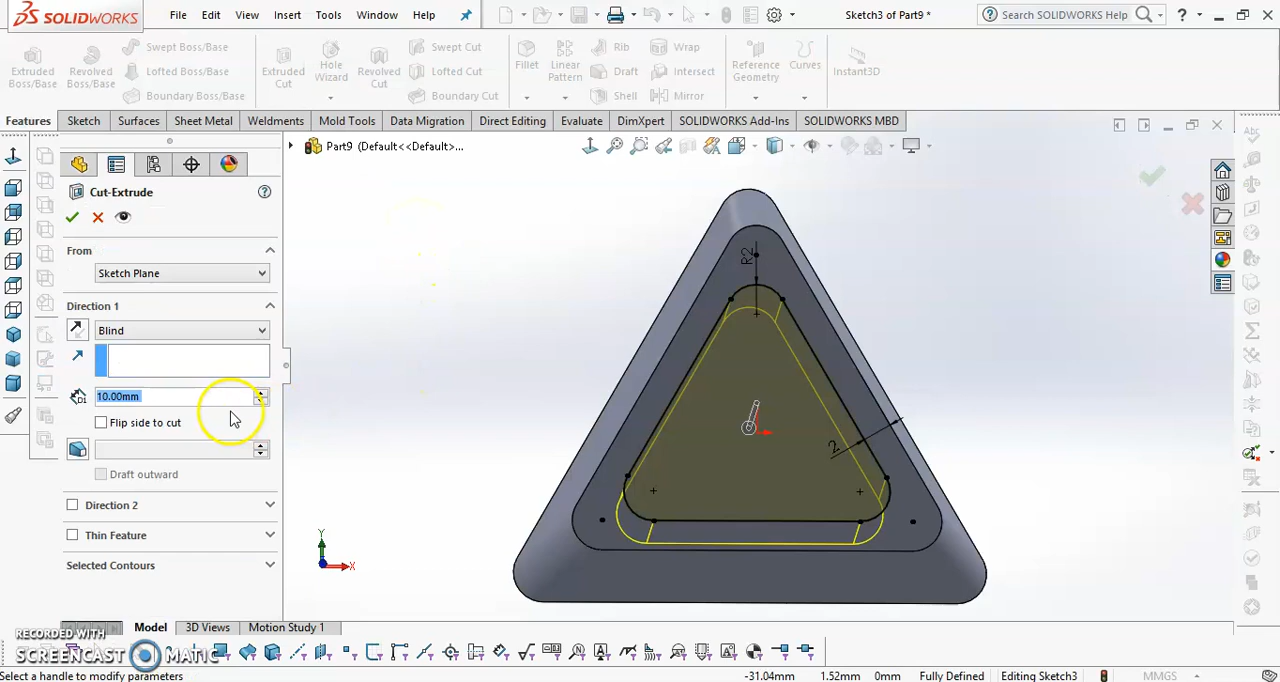 SOLIDWORKS File Edit View Insert Tools Window Help Sketch3 of Part9 * Search SOLIDWORKS Help ?
Extruded Boss/Base
Revolved Boss/Base
Swept Boss/Base
Lofted Boss/Base
Boundary Boss/Base
Extruded Cut
Hole Wizard
Revolved Cut
Swept Cut
Lofted Cut
Boundary Cut
Fillet
Linear Pattern
Rib
Draft
Shell
Wrap
Intersect
Mirror
Reference Geometry
Curves
Instant3D
Features Sketch Surfaces Sheet Metal Weldments Mold Tools Data Migration Direct Editing Evaluate DimXpert SOLIDWORKS Add-Ins SOLIDWORKS MBD
Part9 (Default<<Default>...
Cut-Extrude
From
Sketch Plane
Direction 1
Blind
10.00mm
Flip side to cut
Draft outward
Direction 2
Thin Feature
Selected Contours
R2
2
Y
X
Model 3D Views Motion Study 1
RECORDED WITH
SCREENCAST MATIC
Select a handle to modify parameters -31.04mm 1.52mm 0mm Fully Defined Editing Sketch3 MMGS